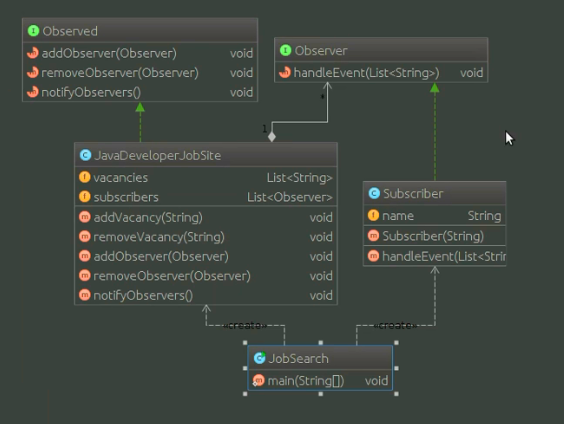 Observed
addObserver(Observer) void
removeObserver(Observer) void
notifyObservers() void
Observer
handleEvent(List<String>) void
*
1
JavaDeveloperJobSite
vacancies List<String>
subscribers List<Observer>
addVacancy(String) void
removeVacancy(String) void
addObserver(Observer) void
removeObserver(Observer) void
notifyObservers() void
Subscriber
name String
Subscriber(String)
handleEvent(List<Strin
«create»
«create»
JobSearch
main(String[]) void